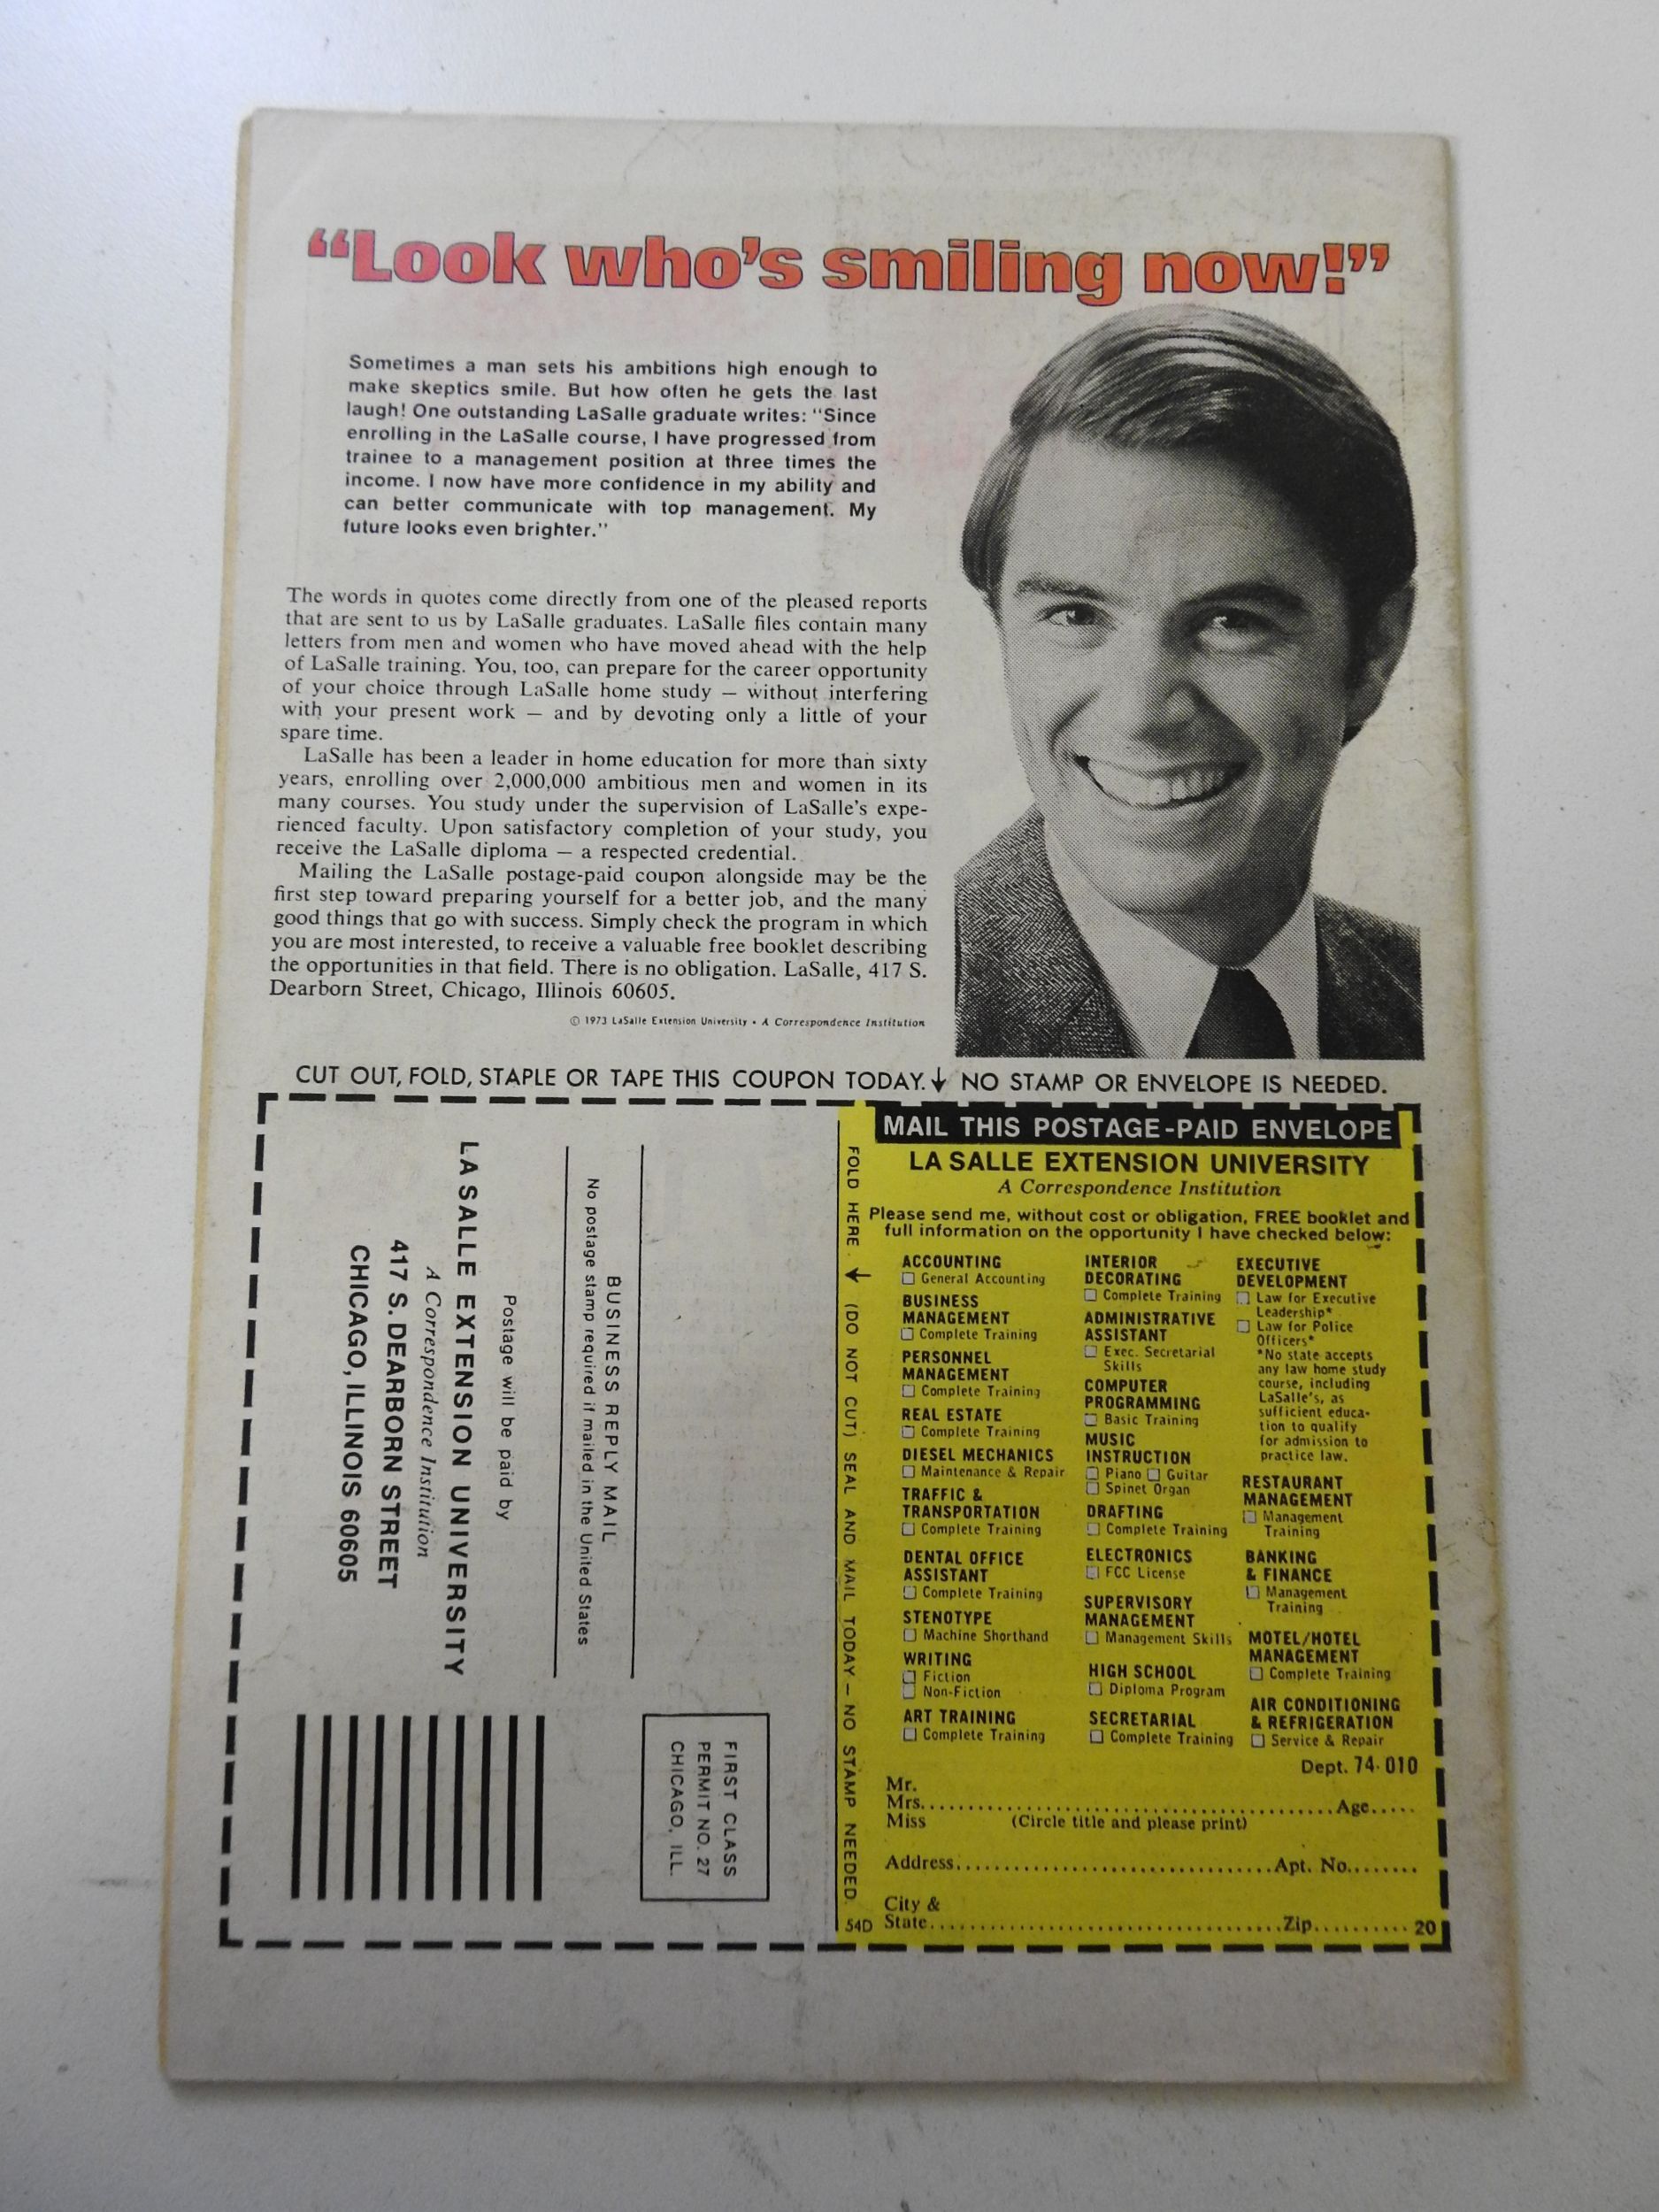 “Look who’s smiling now!”
Sometimes a man sets his ambitions high enough to
make skeptics smile. But how often he gets the last
laugh! One outstanding LaSalle graduate writes: “Since
enrolling in the LaSalle course, I have progressed from
trainee to a management position at three times the
income. I now have more confidence in my ability and
can better communicate with top management. My
future looks even brighter.”
The words in quotes come directly from one of the pleased reports
that are sent to us by LaSalle graduates. LaSalle files contain many
letters from men and women who have moved ahead with the help
of LaSalle training. You, too, can prepare for the career opportunity
of your choice through LaSalle home study — without interfering
with your present work — and by devoting only a little of your
spare time.
LaSalle has been a leader in home education for more than sixty
years, enrolling over 2,000,000 ambitious men and women in its
many courses. You study under the supervision of LaSalle's expe-
rienced faculty. Upon satisfactory completion of your study, you
receive the LaSalle diploma — a respected credential.
Mailing the LaSalle postage-paid coupon alongside may be the
first step toward preparing yourself for a better job, and the many
good things that go with success. Simply check the program in which
you are most interested, to receive a valuable free booklet describing
the opportunities in that field. There is no obligation. LaSalle, 417 S.
Dearborn Street, Chicago, Illinois 60605.
© 1973 LaSalle Extension University • A Correspondence Institution
CUT OUT, FOLD, STAPLE OR TAPE THIS COUPON TODAY. ↓ NO STAMP OR ENVELOPE IS NEEDED.
FIRST CLASS
PERMIT NO. 27
CHICAGO, ILL.
BUSINESS REPLY MAIL
No postage stamp required if mailed in the United States
Postage will be paid by
LA SALLE EXTENSION UNIVERSITY
A Correspondence Institution
417 S. DEARBORN STREET
CHICAGO, ILLINOIS 60605
FOLD HERE ↓ (DO NOT CUT) SEAL AND MAIL TODAY — NO STAMP NEEDED.
54D
MAIL THIS POSTAGE-PAID ENVELOPE
LA SALLE EXTENSION UNIVERSITY
A Correspondence Institution
Please send me, without cost or obligation, FREE booklet and
full information on the opportunity I have checked below:
ACCOUNTING
☐ General Accounting
BUSINESS
MANAGEMENT
☐ Complete Training
PERSONNEL
MANAGEMENT
☐ Complete Training
REAL ESTATE
☐ Complete Training
DIESEL MECHANICS
☐ Maintenance & Repair
TRAFFIC &
TRANSPORTATION
☐ Complete Training
DENTAL OFFICE
ASSISTANT
☐ Complete Training
STENOTYPE
☐ Machine Shorthand
WRITING
☐ Fiction
☐ Non-Fiction
ART TRAINING
☐ Complete Training
INTERIOR
DECORATING
☐ Complete Training
ADMINISTRATIVE
ASSISTANT
☐ Exec. Secretarial
Skills
COMPUTER
PROGRAMMING
☐ Basic Training
MUSIC
INSTRUCTION
☐ Piano ☐ Guitar
☐ Spinet Organ
DRAFTING
☐ Complete Training
ELECTRONICS
☐ FCC License
SUPERVISORY
MANAGEMENT
☐ Management Skills
HIGH SCHOOL
☐ Diploma Program
SECRETARIAL
☐ Complete Training
EXECUTIVE
DEVELOPMENT
☐ Law for Executive
Leadership*
☐ Law for Police
Officers*
*No state accepts
any law home study
course, including
LaSalle's, as
sufficient educa-
tion to qualify
for admission to
practice law.
RESTAURANT
MANAGEMENT
☐ Management
Training
BANKING
& FINANCE
☐ Management
Training
MOTEL/HOTEL
MANAGEMENT
☐ Complete Training
AIR CONDITIONING
& REFRIGERATION
☐ Service & Repair
Dept. 74-010
Mr.
Mrs. Age
Miss (Circle title and please print)
Address Apt. No.
City &
State Zip 20